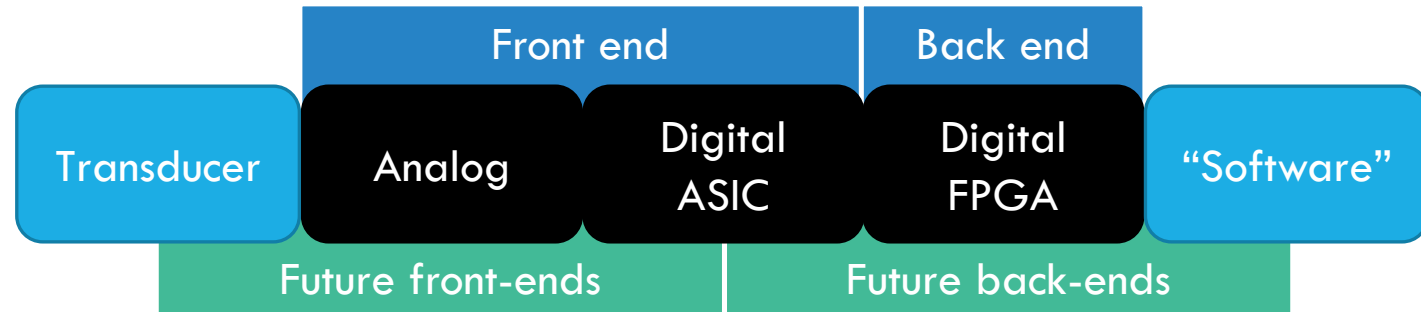 Front end
Back end
Transducer
Analog
Digital
ASIC
Digital
FPGA
“Software”
Future front-ends
Future back-ends